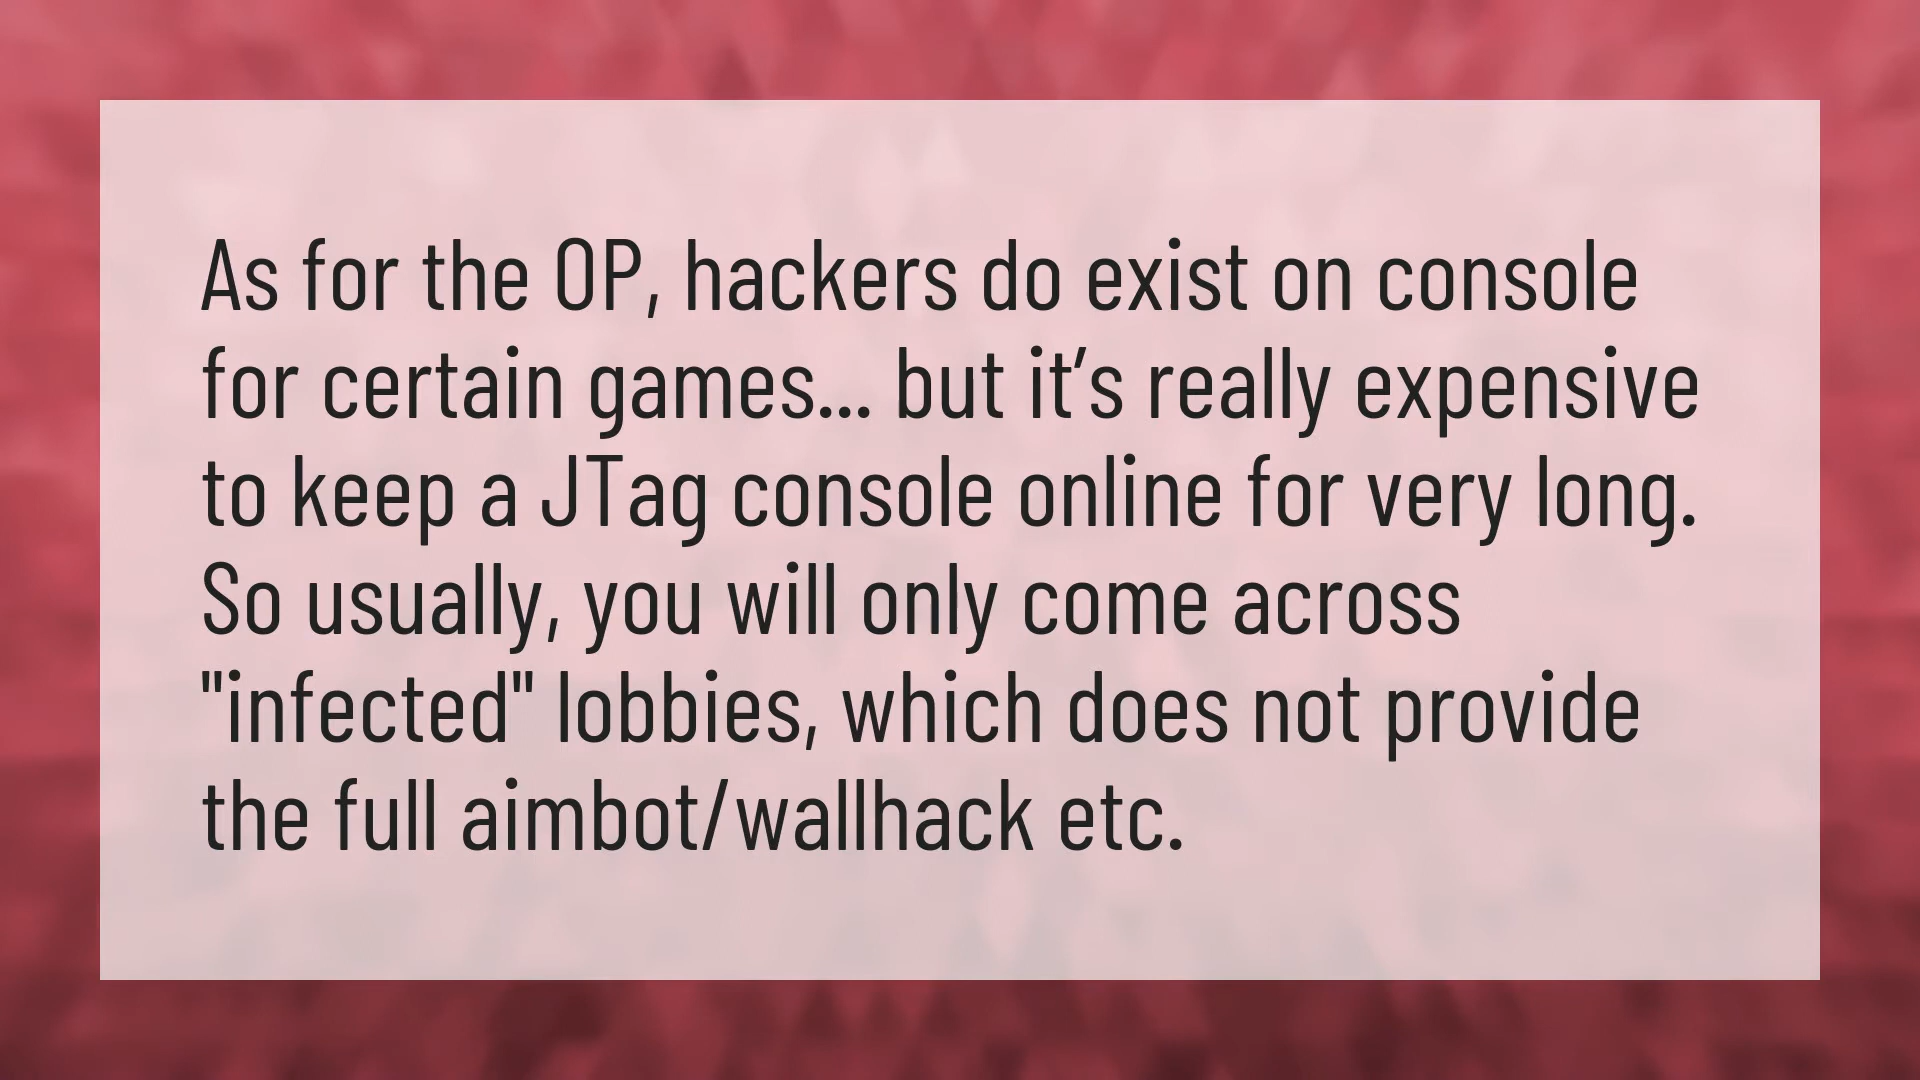 As for the OP, hackers do exist on console
for certain games... but it’s really expensive
to keep a JTag console online for very long.
So usually, you will only come across
"infected" lobbies, which does not provide
the full aimbot/wallhack etc.